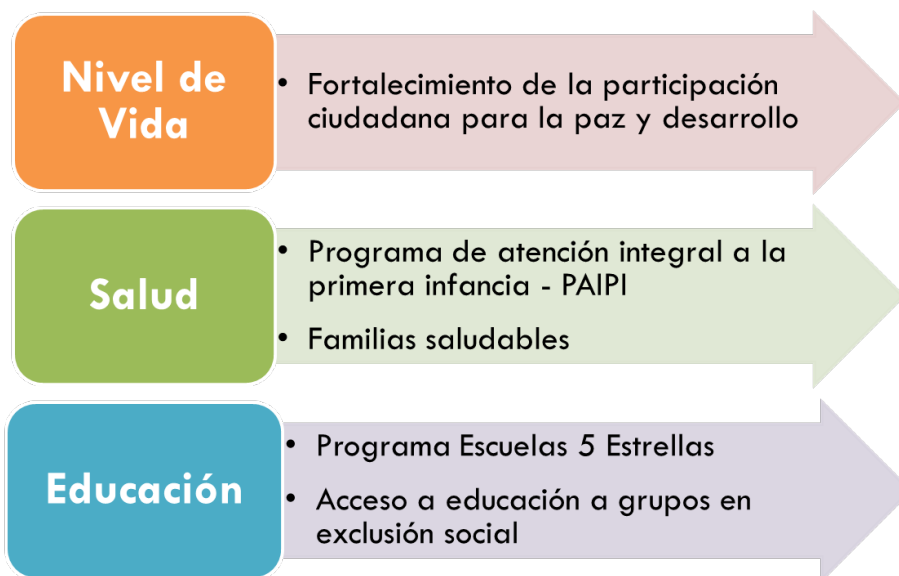 Nivel de
Vida
• Fortalecimiento de la participación
ciudadana para la paz y desarrollo
Salud
• Programa de atención integral a la
primera infancia - PAIPI
• Familias saludables
Educación
• Programa Escuelas 5 Estrellas
• Acceso a educación a grupos en
exclusión social